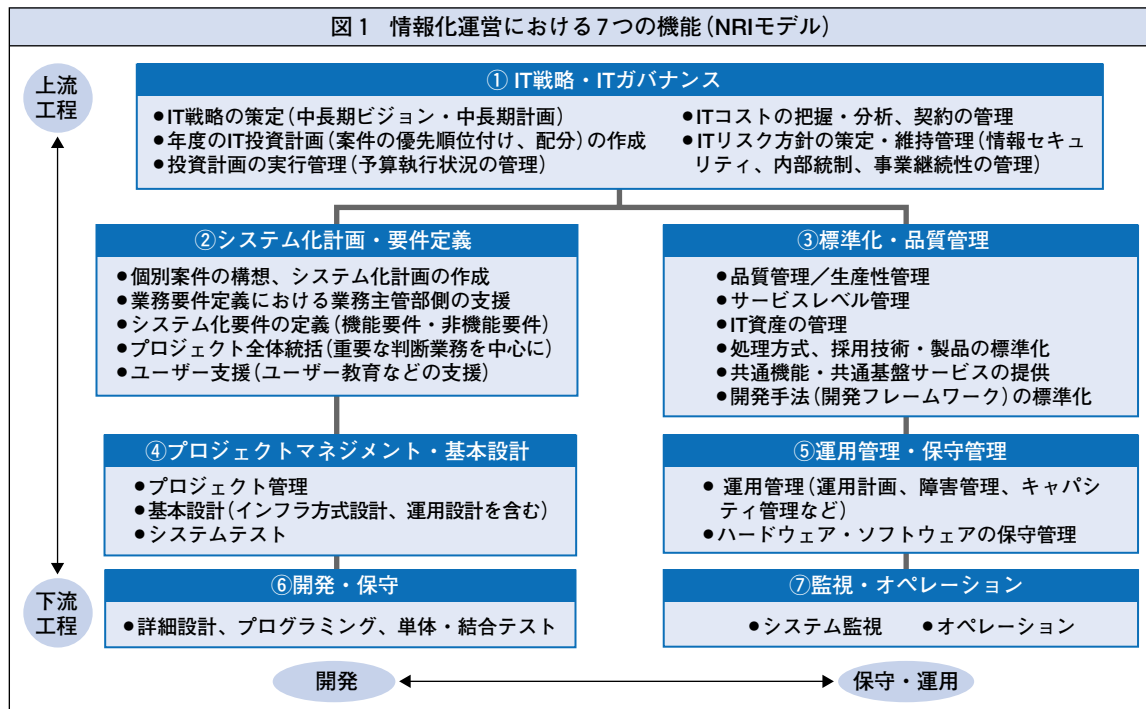 図1 情報化運営における7つの機能(NRIモデル)
上流
工程
① IT戦略・ITガバナンス
●IT戦略の策定(中長期ビジョン・中長期計画)
●年度のIT投資計画(案件の優先順位付け、配分)の作成
●投資計画の実行管理(予算執行状況の管理)
●ITコストの把握・分析、契約の管理
●ITリスク方針の策定・維持管理(情報セキュ
リティ、内部統制、事業継続性の管理)
②システム化計画・要件定義
●個別案件の構想、システム化計画の作成
●業務要件定義における業務主管部側の支援
●システム化要件の定義(機能要件・非機能要件)
●プロジェクト全体統括(重要な判断業務を中心に)
●ユーザー支援(ユーザー教育などの支援)
③標準化・品質管理
●品質管理/生産性管理
●サービスレベル管理
●IT資産の管理
●処理方式、採用技術・製品の標準化
●共通機能・共通基盤サービスの提供
●開発手法(開発フレームワーク)の標準化
④プロジェクトマネジメント・基本設計
●プロジェクト管理
●基本設計(インフラ方式設計、運用設計を含む)
●システムテスト
⑤運用管理・保守管理
●運用管理(運用計画、障害管理、キャパシ
ティ管理など)
●ハードウェア・ソフトウェアの保守管理
下流
工程
⑥開発・保守
●詳細設計、プログラミング、単体・結合テスト
⑦監視・オペレーション
●システム監視 ●オペレーション
開発
保守・運用